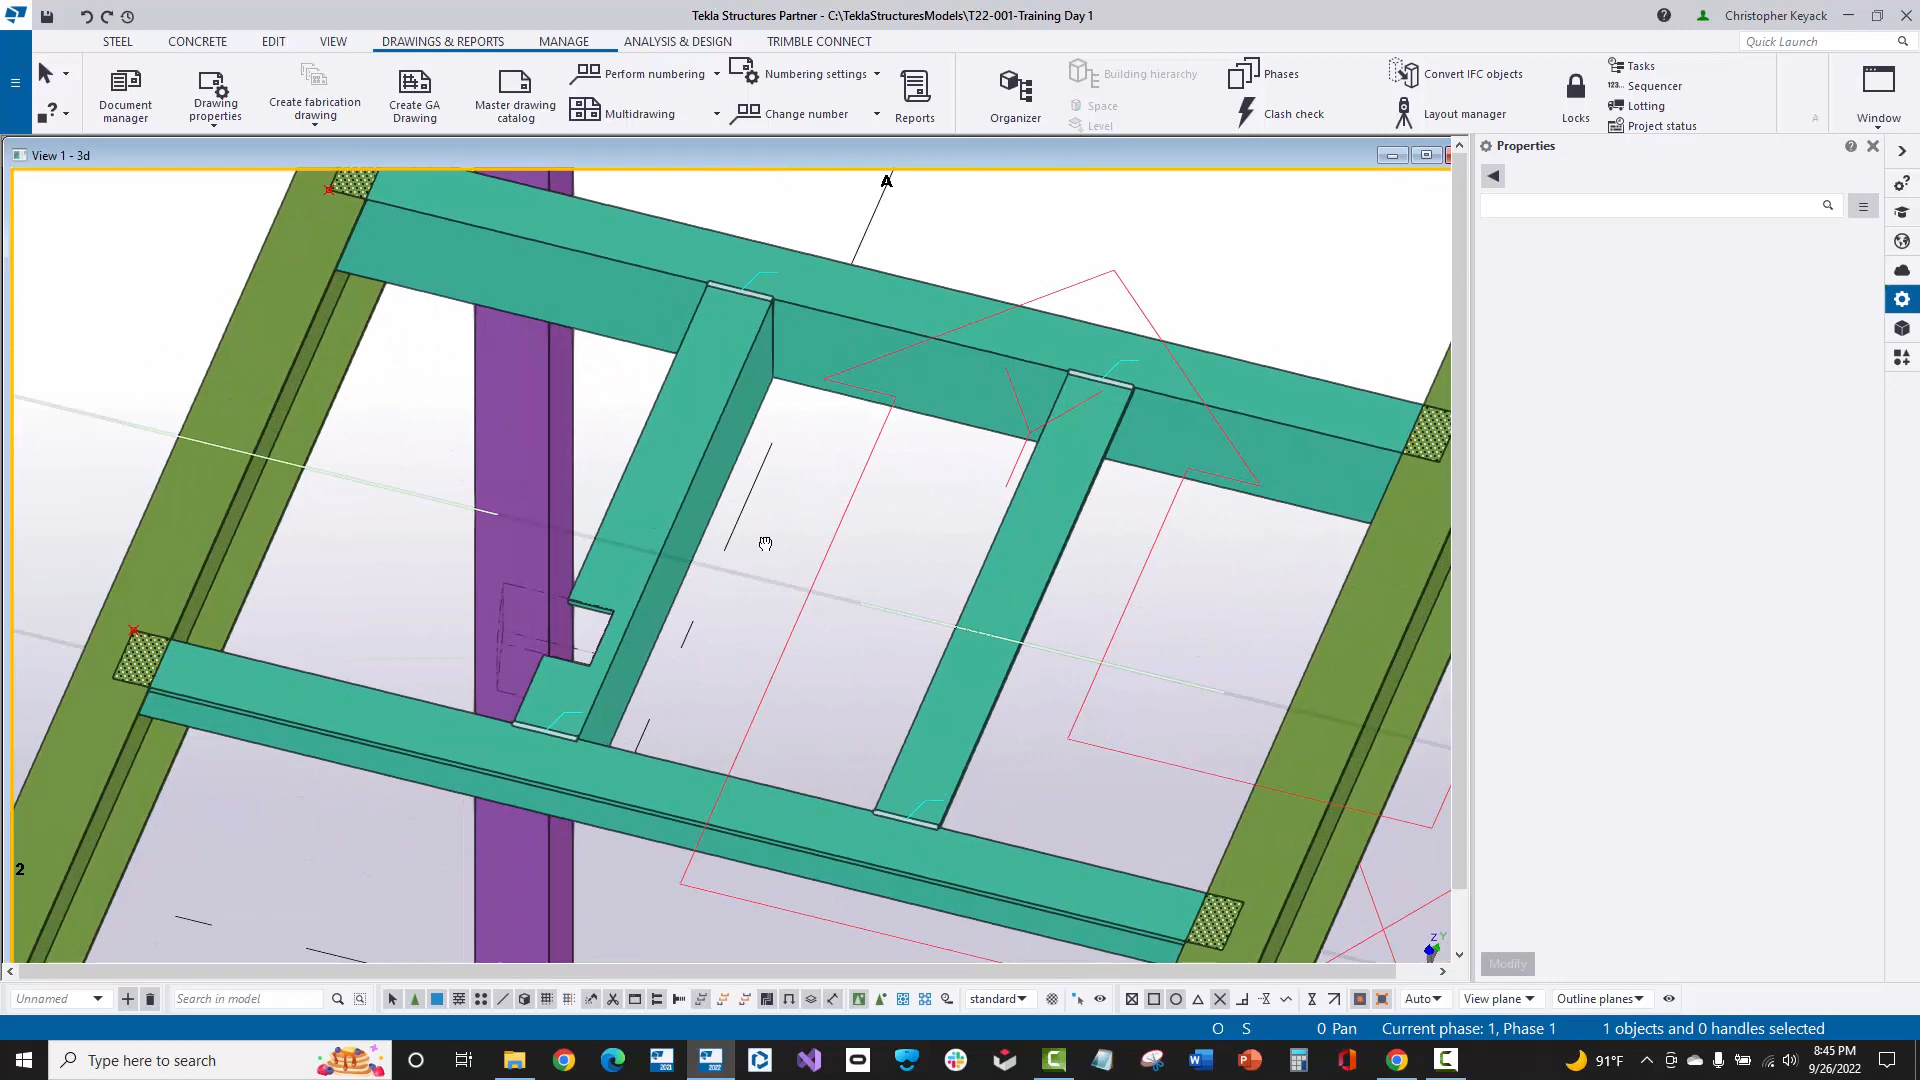 Tekla Structures Partner - C:\TeklaStructuresModels\T22-001-Training Day 1
Christopher Keyack
STEEL CONCRETE EDIT VIEW DRAWINGS & REPORTS MANAGE ANALYSIS & DESIGN TRIMBLE CONNECT
Quick Launch
Document manager
Drawing properties
Create fabrication drawing
Create GA Drawing
Master drawing catalog
Perform numbering
Multidrawing
Numbering settings
Change number
Reports
Organizer
Building hierarchy
Space
Level
Phases
Clash check
Convert IFC objects
Layout manager
Locks
Tasks
Sequencer
Lotting
Project status
A
Window
View 1 - 3d
Properties
A
2
Z Y
Modify
Unnamed
Search in model
standard
Auto
View plane
Outline planes
O S 0 Pan Current phase: 1, Phase 1 1 objects and 0 handles selected
Type here to search
2021
2022
91°F
8:45 PM
9/26/2022